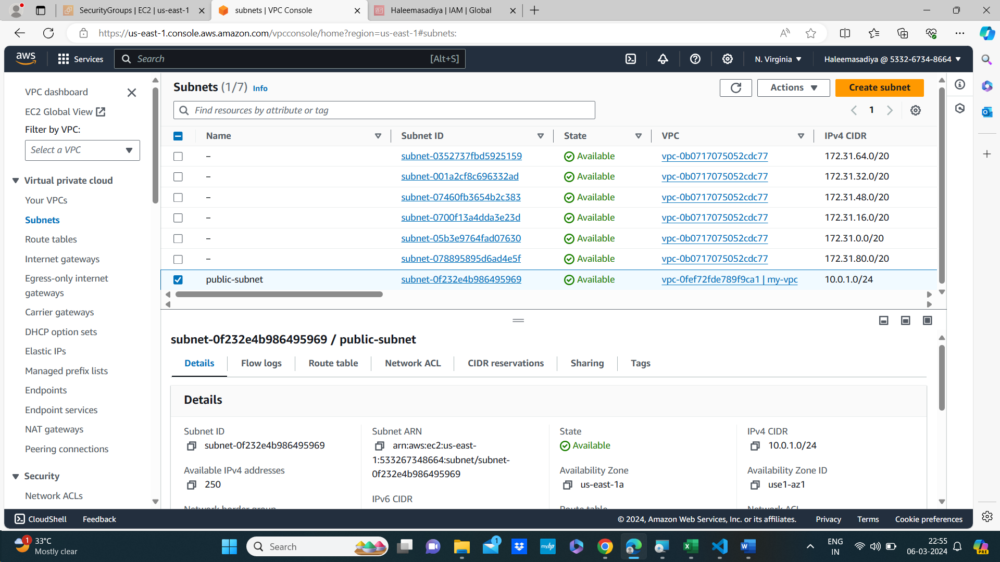 SecurityGroups | EC2 | us-east-1
subnets | VPC Console
Haleemasadiya | IAM | Global
https://us-east-1.console.aws.amazon.com/vpcconsole/home?region=us-east-1#subnets:
aws
Services
Search
[Alt+S]
N. Virginia
Haleemasadiya @ 5332-6734-8664
VPC dashboard
EC2 Global View
Filter by VPC:
Select a VPC
Virtual private cloud
Your VPCs
Subnets
Route tables
Internet gateways
Egress-only internet
gateways
Carrier gateways
DHCP option sets
Elastic IPs
Managed prefix lists
Endpoints
Endpoint services
NAT gateways
Peering connections
Security
Network ACLs
Subnets (1/7) Info
Actions
Create subnet
Find resources by attribute or tag
1
Name Subnet ID State VPC IPv4 CIDR
– subnet-0352737fbd5925159 Available vpc-0b0717075052cdc77 172.31.64.0/20
– subnet-001a2cf8c696332ad Available vpc-0b0717075052cdc77 172.31.32.0/20
– subnet-07460fb3654b2c383 Available vpc-0b0717075052cdc77 172.31.48.0/20
– subnet-0700f13a4dda3e23d Available vpc-0b0717075052cdc77 172.31.16.0/20
– subnet-05b3e9764fad07630 Available vpc-0b0717075052cdc77 172.31.0.0/20
– subnet-078895895d6ad4e5f Available vpc-0b0717075052cdc77 172.31.80.0/20
public-subnet subnet-0f232e4b986495969 Available vpc-0fef72fde789f9ca1 | my-vpc 10.0.1.0/24
subnet-0f232e4b986495969 / public-subnet
Details Flow logs Route table Network ACL CIDR reservations Sharing Tags
Details
Subnet ID
subnet-0f232e4b986495969
Available IPv4 addresses
250
Network border group
Subnet ARN
arn:aws:ec2:us-east-
1:533267348664:subnet/subnet-
0f232e4b986495969
IPv6 CIDR
State
Available
Availability Zone
us-east-1a
Route table
IPv4 CIDR
10.0.1.0/24
Availability Zone ID
use1-az1
Network ACL
CloudShell
Feedback
© 2024, Amazon Web Services, Inc. or its affiliates.
Privacy
Terms
Cookie preferences
1
33°C
Mostly clear
Search
1
myhp
W
ENG
IN
22:55
06-03-2024
PRE